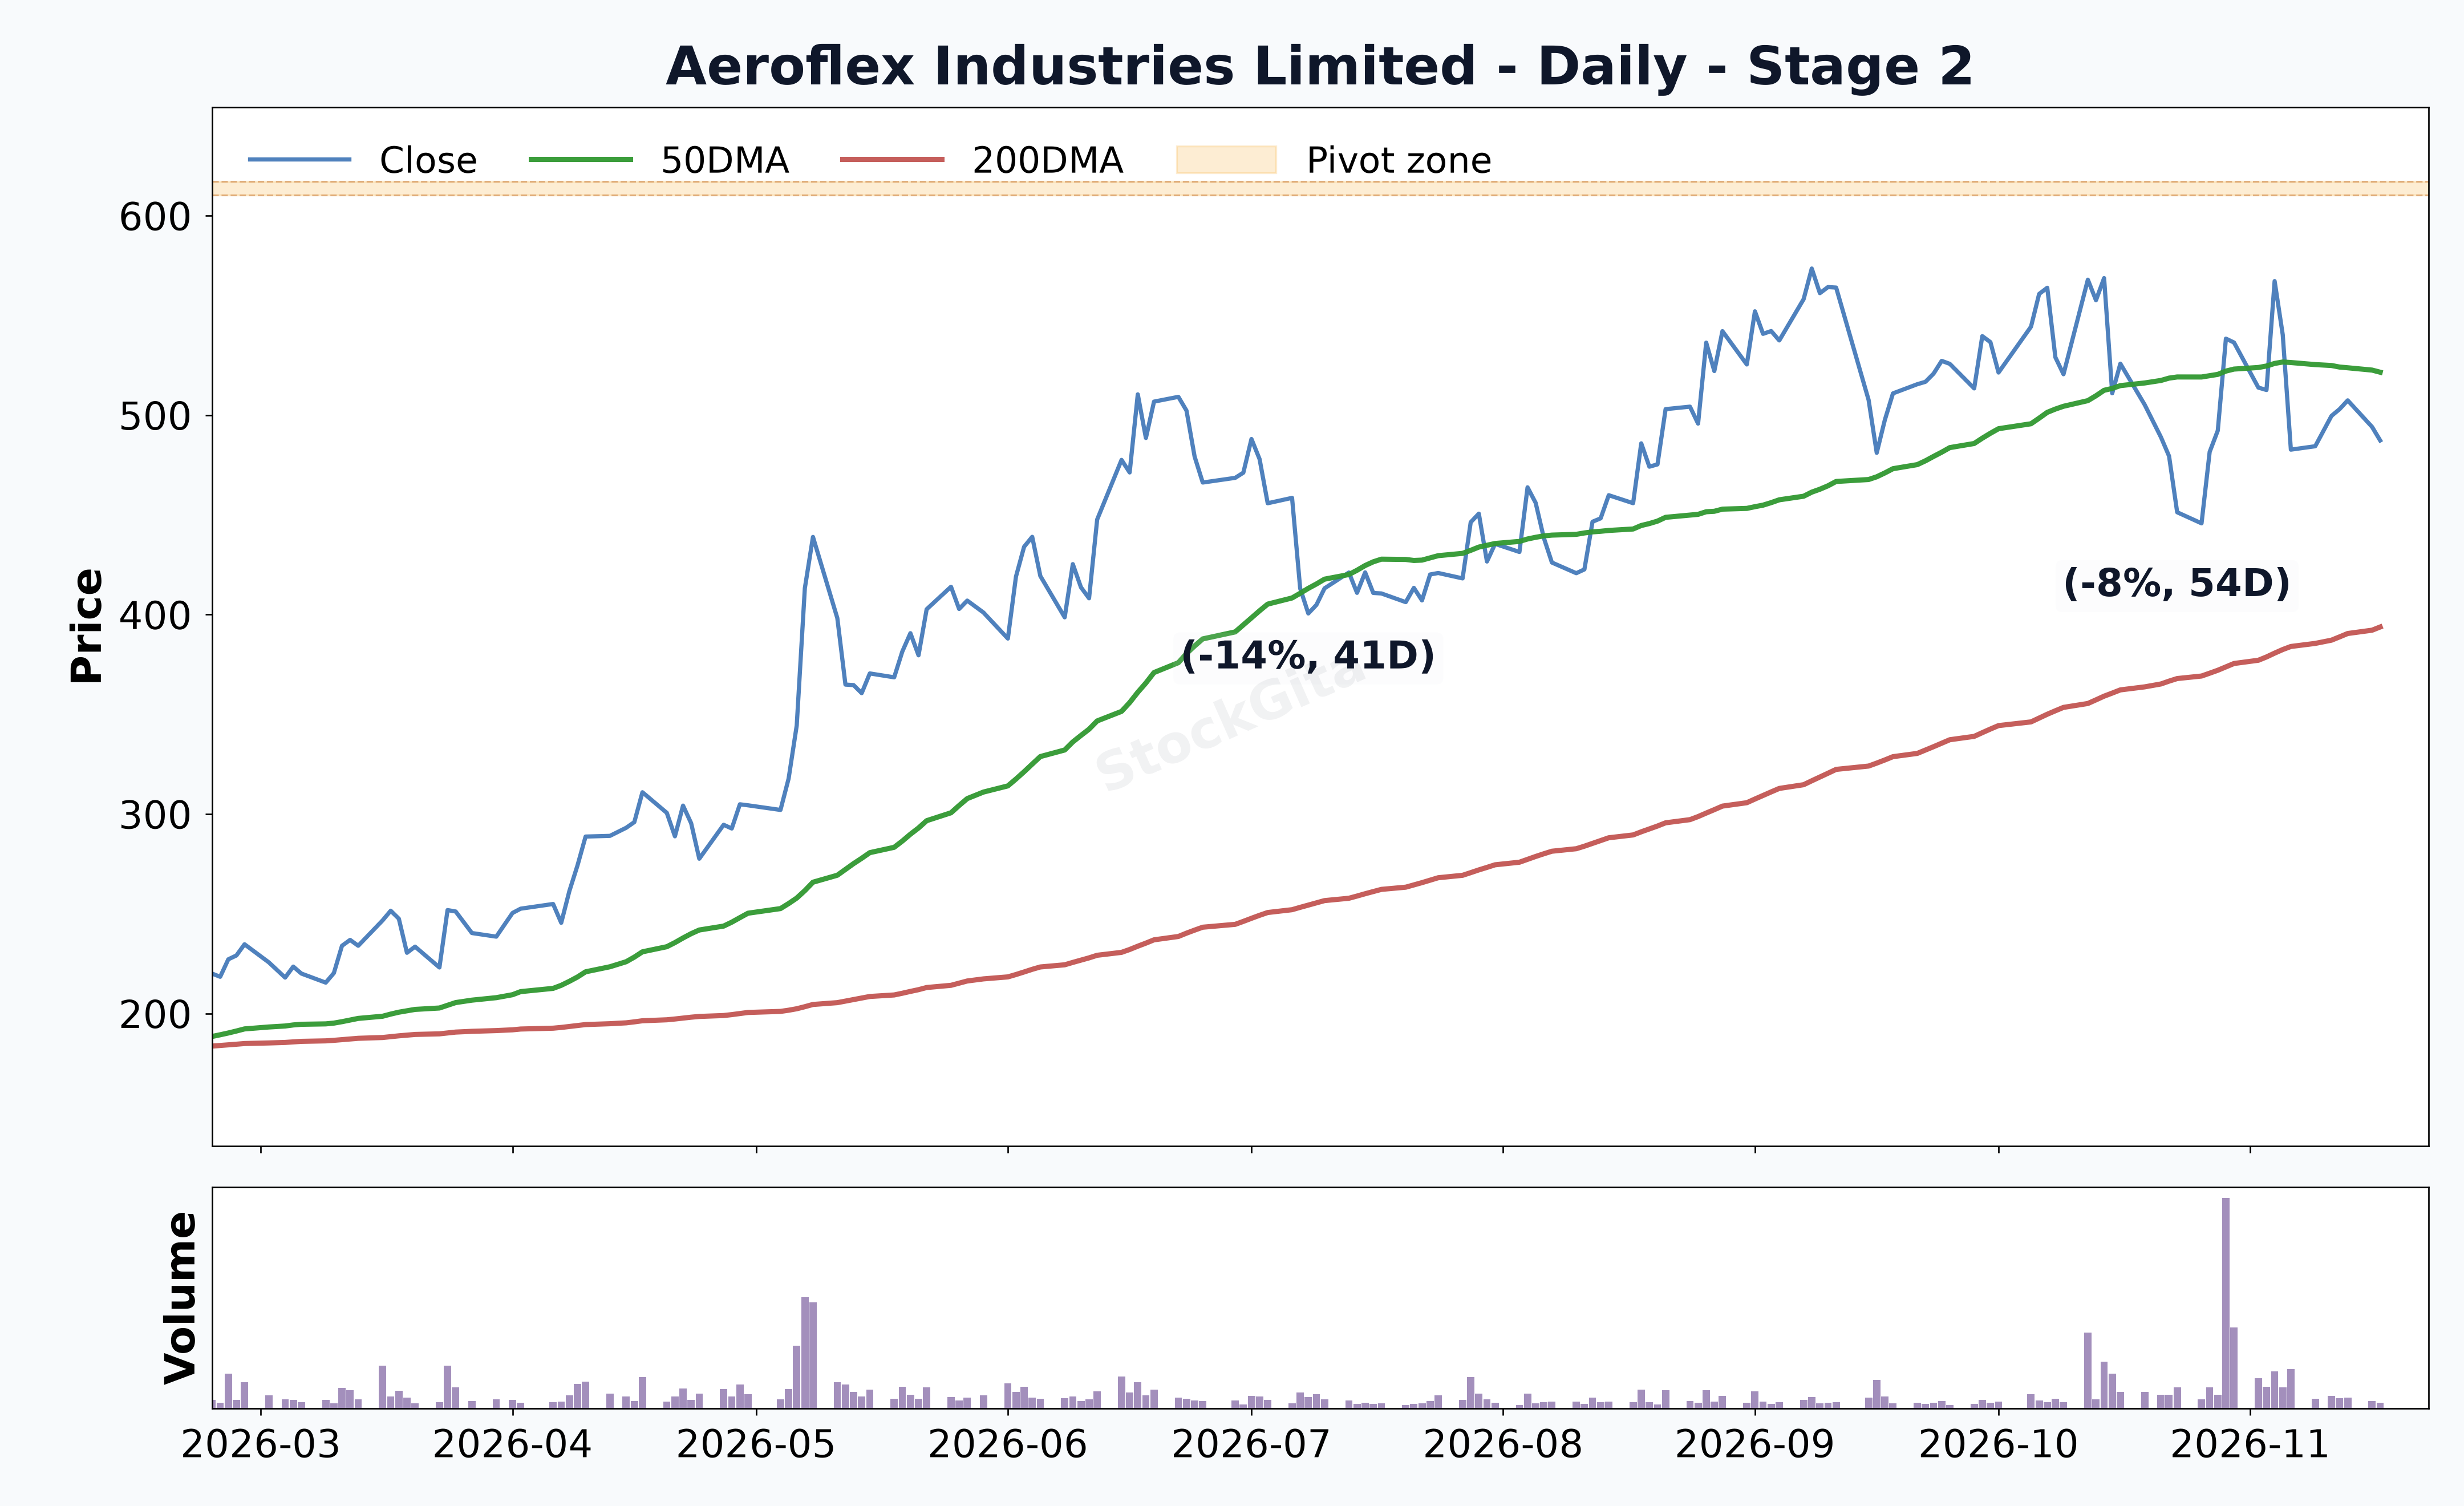 Aeroflex Industries Limited - Daily - Stage 2
Close 50DMA 200DMA Pivot zone
600
500
400
300
200
Price
(-8%, 54D)
(-14%, 41D)
StockGita
Volume
2026-03 2026-04 2026-05 2026-06 2026-07 2026-08 2026-09 2026-10 2026-11